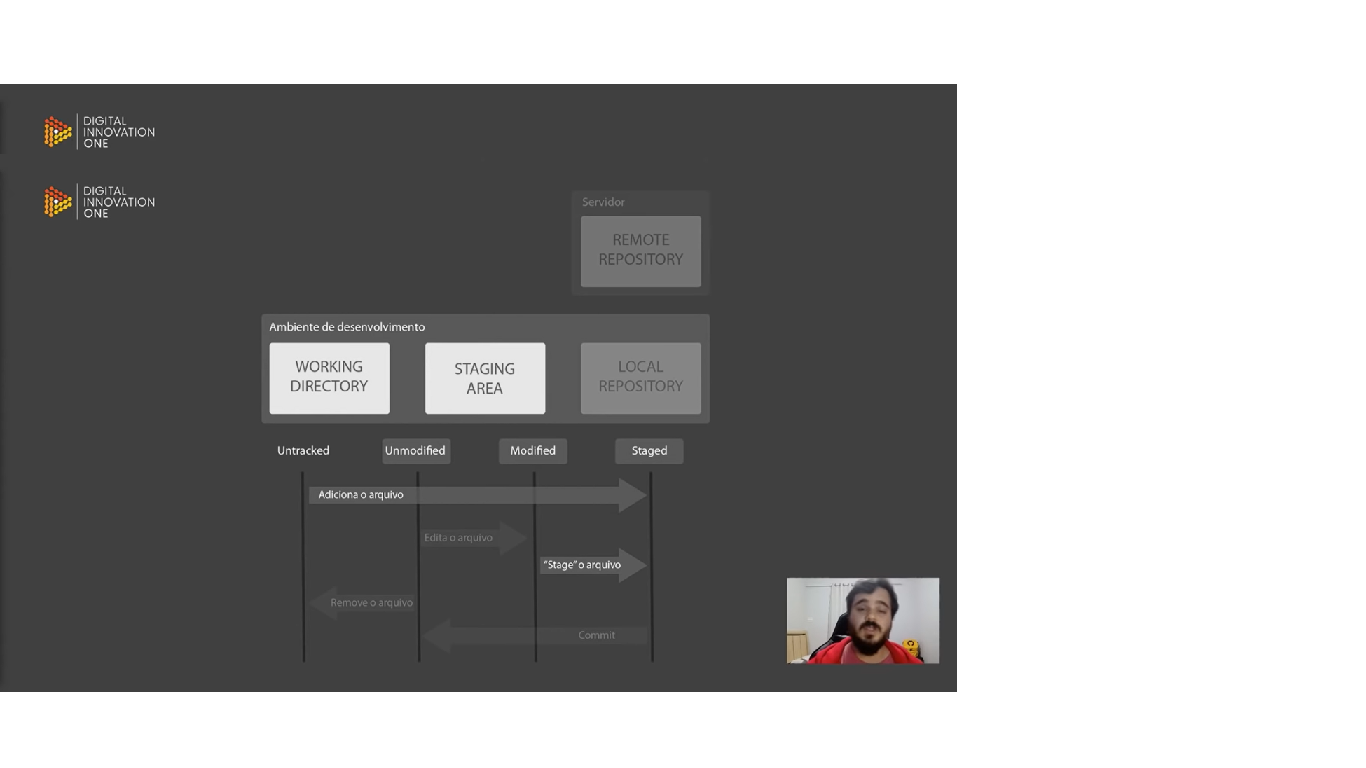 DIGITAL
INNOVATION
ONE
DIGITAL
INNOVATION
ONE
Servidor
REMOTE
REPOSITORY
Ambiente de desenvolvimento
WORKING
DIRECTORY
STAGING
AREA
LOCAL
REPOSITORY
Untracked
Unmodified
Modified
Staged
Adiciona o arquivo
Edita o arquivo
"Stage" o arquivo
Remove o arquivo
Commit